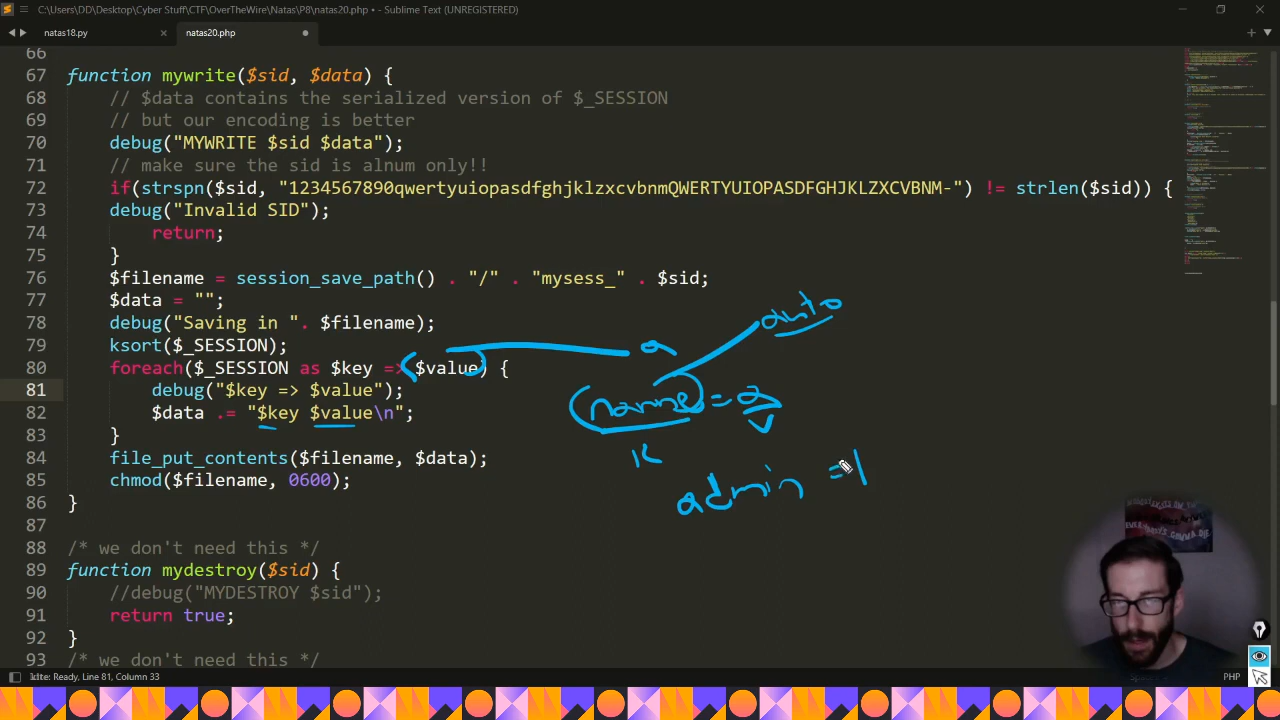 C:\Users\DD\Desktop\Cyber Stuff\CTF\OverTheWire\Natas\P8\natas20.php • - Sublime Text (UNREGISTERED)
natas18.py
natas20.php
66
67 function mywrite($sid, $data) {
68 // $data contains the serialized version of $_SESSION
69 // but our encoding is better
70 debug("MYWRITE $sid $data");
71 // make sure the sid is alnum only!!
72 if(strspn($sid, "1234567890qwertyuiopasdfghjklzxcvbnmQWERTYUIOPASDFGHJKLZXCVBNM-") != strlen($sid)) {
73 debug("Invalid SID");
74 return;
75 }
76 $filename = session_save_path() . "/" . "mysess_" . $sid;
77 $data = "";
78 debug("Saving in ". $filename);
79 ksort($_SESSION);
80 foreach($_SESSION as $key => $value) {
81 debug("$key => $value");
82 $data .= "$key $value\n";
83 }
84 file_put_contents($filename, $data);
85 chmod($filename, 0600);
86 }
87
88 /* we don't need this */
89 function mydestroy($sid) {
90 //debug("MYDESTROY $sid");
91 return true;
92 }
93 /* we don't need this */
auto
a
(name) = a
K V
admin = 1
kite: Ready, Line 81, Column 33
PHP